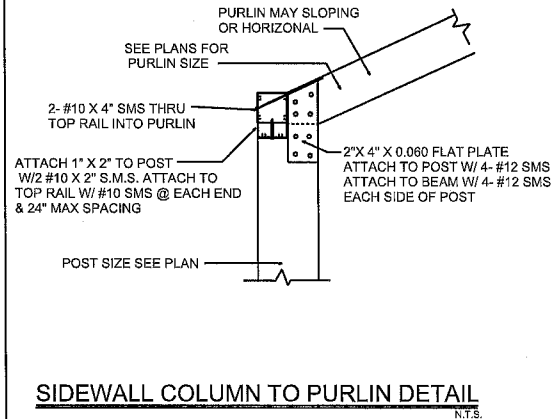 PURLIN MAY SLOPING
OR HORIZONAL
SEE PLANS FOR
PURLIN SIZE
2- #10 X 4" SMS THRU
TOP RAIL INTO PURLIN
ATTACH 1" X 2" TO POST
W/2 #10 X 2" S.M.S. ATTACH TO
TOP RAIL W/ #10 SMS @ EACH END
& 24" MAX SPACING
2"X 4" X 0.060 FLAT PLATE
ATTACH TO POST W/ 4- #12 SMS
ATTACH TO BEAM W/ 4- #12 SMS
EACH SIDE OF POST
POST SIZE SEE PLAN
SIDEWALL COLUMN TO PURLIN DETAIL
N.T.S.